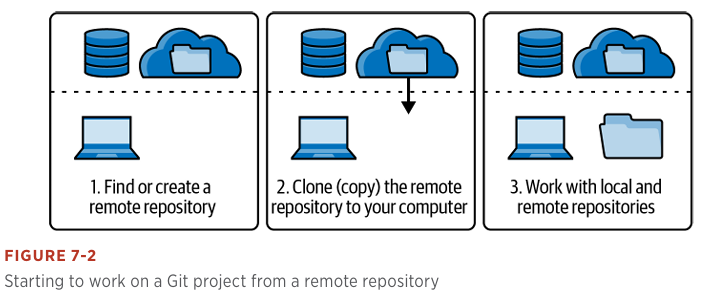 1. Find or create a
remote repository
2. Clone (copy) the remote
repository to your computer
3. Work with local and
remote repositories
FIGURE 7-2
Starting to work on a Git project from a remote repository